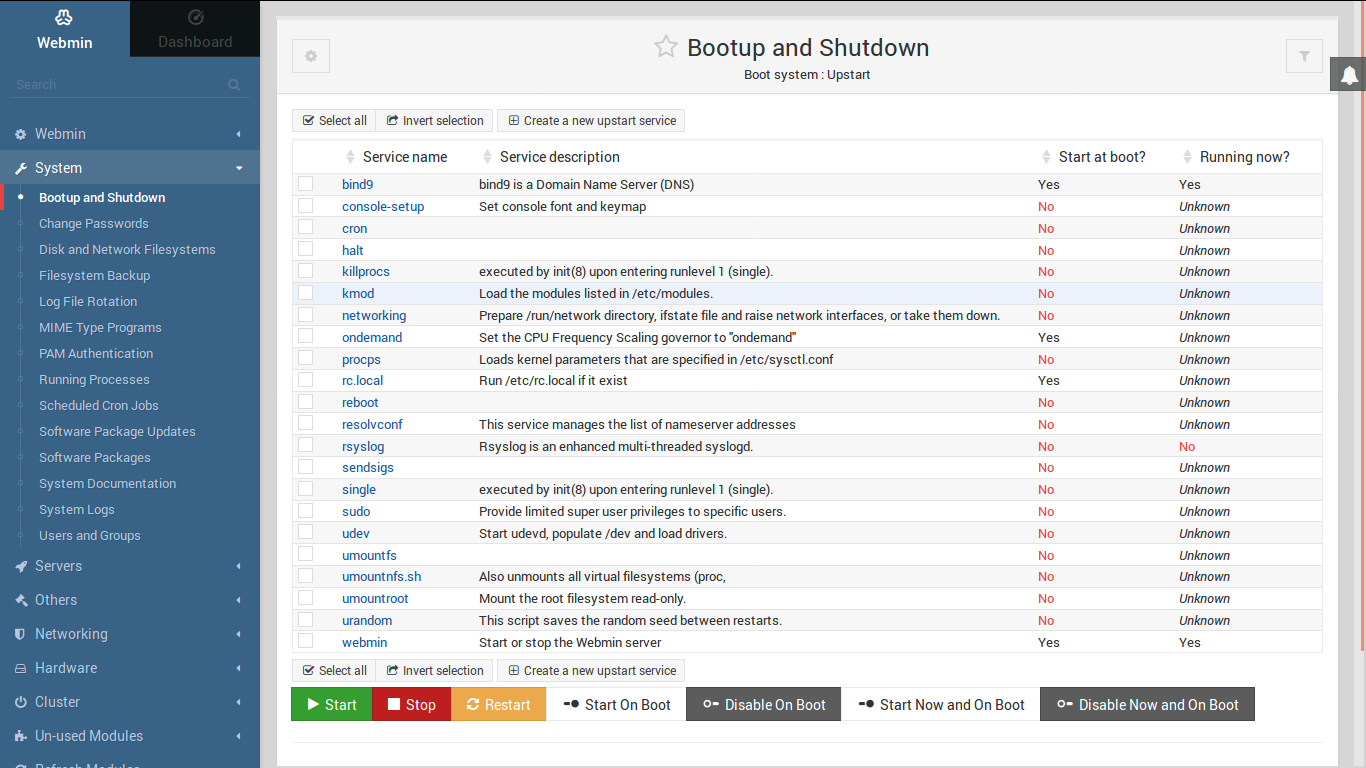 Webmin
Dashboard
Search
Webmin
System
Bootup and Shutdown
Change Passwords
Disk and Network Filesystems
Filesystem Backup
Log File Rotation
MIME Type Programs
PAM Authentication
Running Processes
Scheduled Cron Jobs
Software Package Updates
Software Packages
System Documentation
System Logs
Users and Groups
Servers
Others
Networking
Hardware
Cluster
Un-used Modules
Refresh Modules
Bootup and Shutdown
Boot system : Upstart
Select all Invert selection Create a new upstart service
Service name Service description Start at boot? Running now?
bind9 bind9 is a Domain Name Server (DNS) Yes Yes
console-setup Set console font and keymap No Unknown
cron No Unknown
halt No Unknown
killprocs executed by init(8) upon entering runlevel 1 (single). No Unknown
kmod Load the modules listed in /etc/modules. No Unknown
networking Prepare /run/network directory, ifstate file and raise network interfaces, or take them down. No Unknown
ondemand Set the CPU Frequency Scaling governor to "ondemand" Yes Unknown
procps Loads kernel parameters that are specified in /etc/sysctl.conf No Unknown
rc.local Run /etc/rc.local if it exist Yes Unknown
reboot No Unknown
resolvconf This service manages the list of nameserver addresses No Unknown
rsyslog Rsyslog is an enhanced multi-threaded syslogd. No No
sendsigs No Unknown
single executed by init(8) upon entering runlevel 1 (single). No Unknown
sudo Provide limited super user privileges to specific users. No Unknown
udev Start udevd, populate /dev and load drivers. No Unknown
umountfs No Unknown
umountnfs.sh Also unmounts all virtual filesystems (proc, No Unknown
umountroot Mount the root filesystem read-only. No Unknown
urandom This script saves the random seed between restarts. No Unknown
webmin Start or stop the Webmin server Yes Yes
Select all Invert selection Create a new upstart service
Start Stop Restart Start On Boot Disable On Boot Start Now and On Boot Disable Now and On Boot